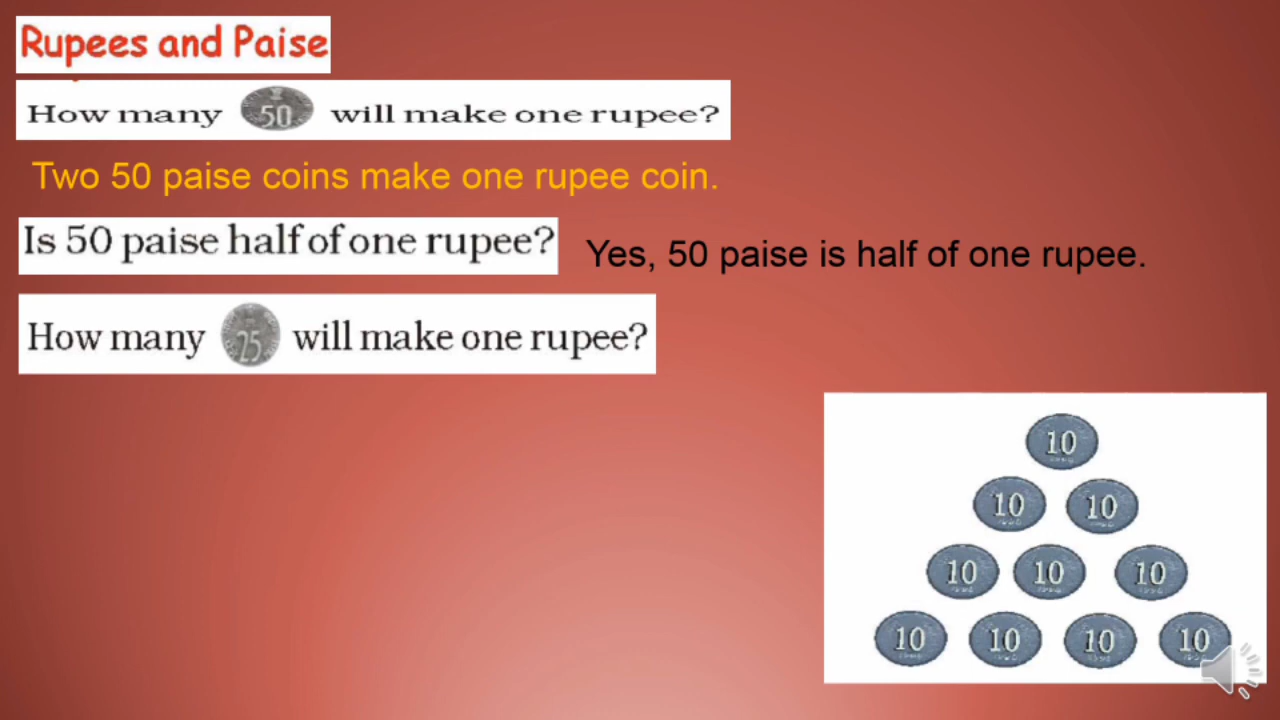 Rupees and Paise
How many 50 will make one rupee?
Two 50 paise coins make one rupee coin.
Is 50 paise half of one rupee?
Yes, 50 paise is half of one rupee.
How many 25 will make one rupee?
10
10 10
10 10 10
10 10 10 10